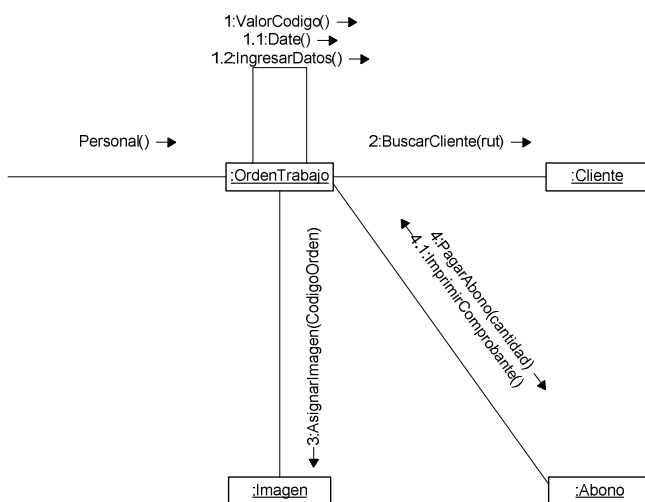 1:ValorCodigo()
1.1:Date()
1.2:IngresarDatos()
Personal()
2:BuscarCliente(rut)
:OrdenTrabajo
:Cliente
3:AsignarImagen(CodigoOrden)
4:PagarAbono(cantidad)
4.1:ImprimirComprobante()
:Imagen
:Abono